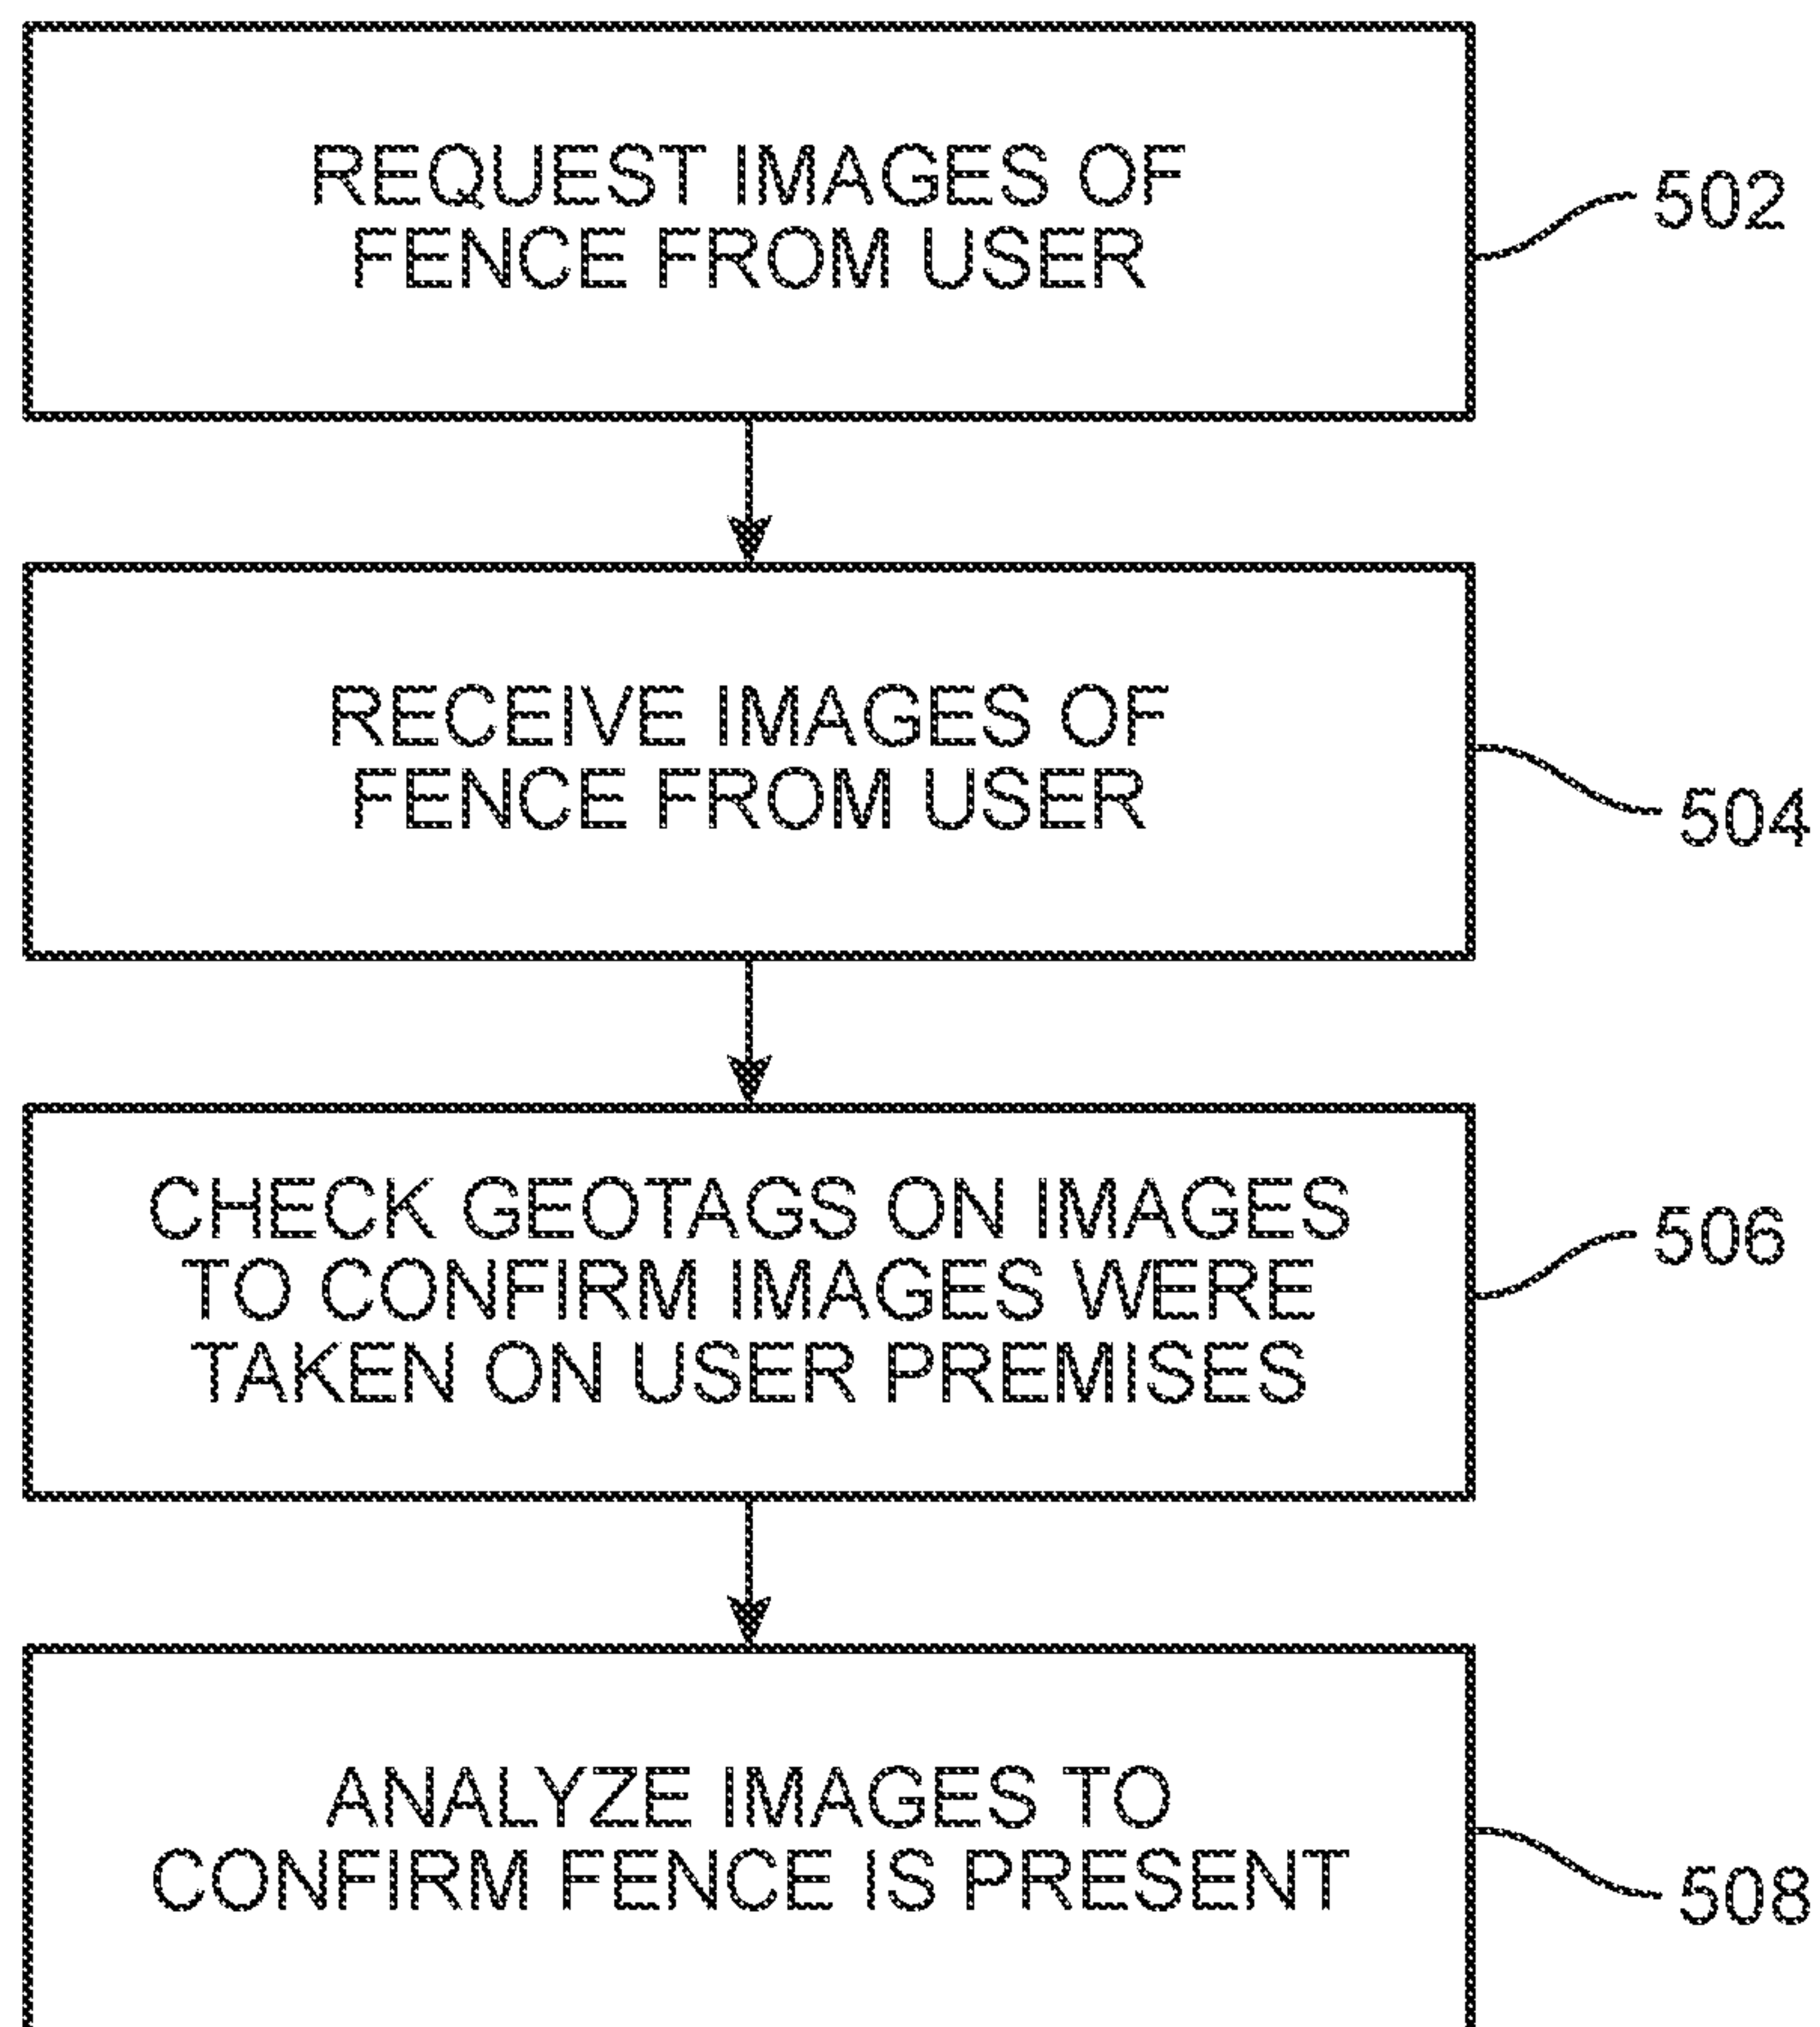 REQUEST IMAGES OF
FENCE FROM USER
502
RECEIVE IMAGES OF
FENCE FROM USER
504
CHECK GEOTAGS ON IMAGES
TO CONFIRM IMAGES WERE
TAKEN ON USER PREMISES
506
ANALYZE IMAGES TO
CONFIRM FENCE IS PRESENT
508